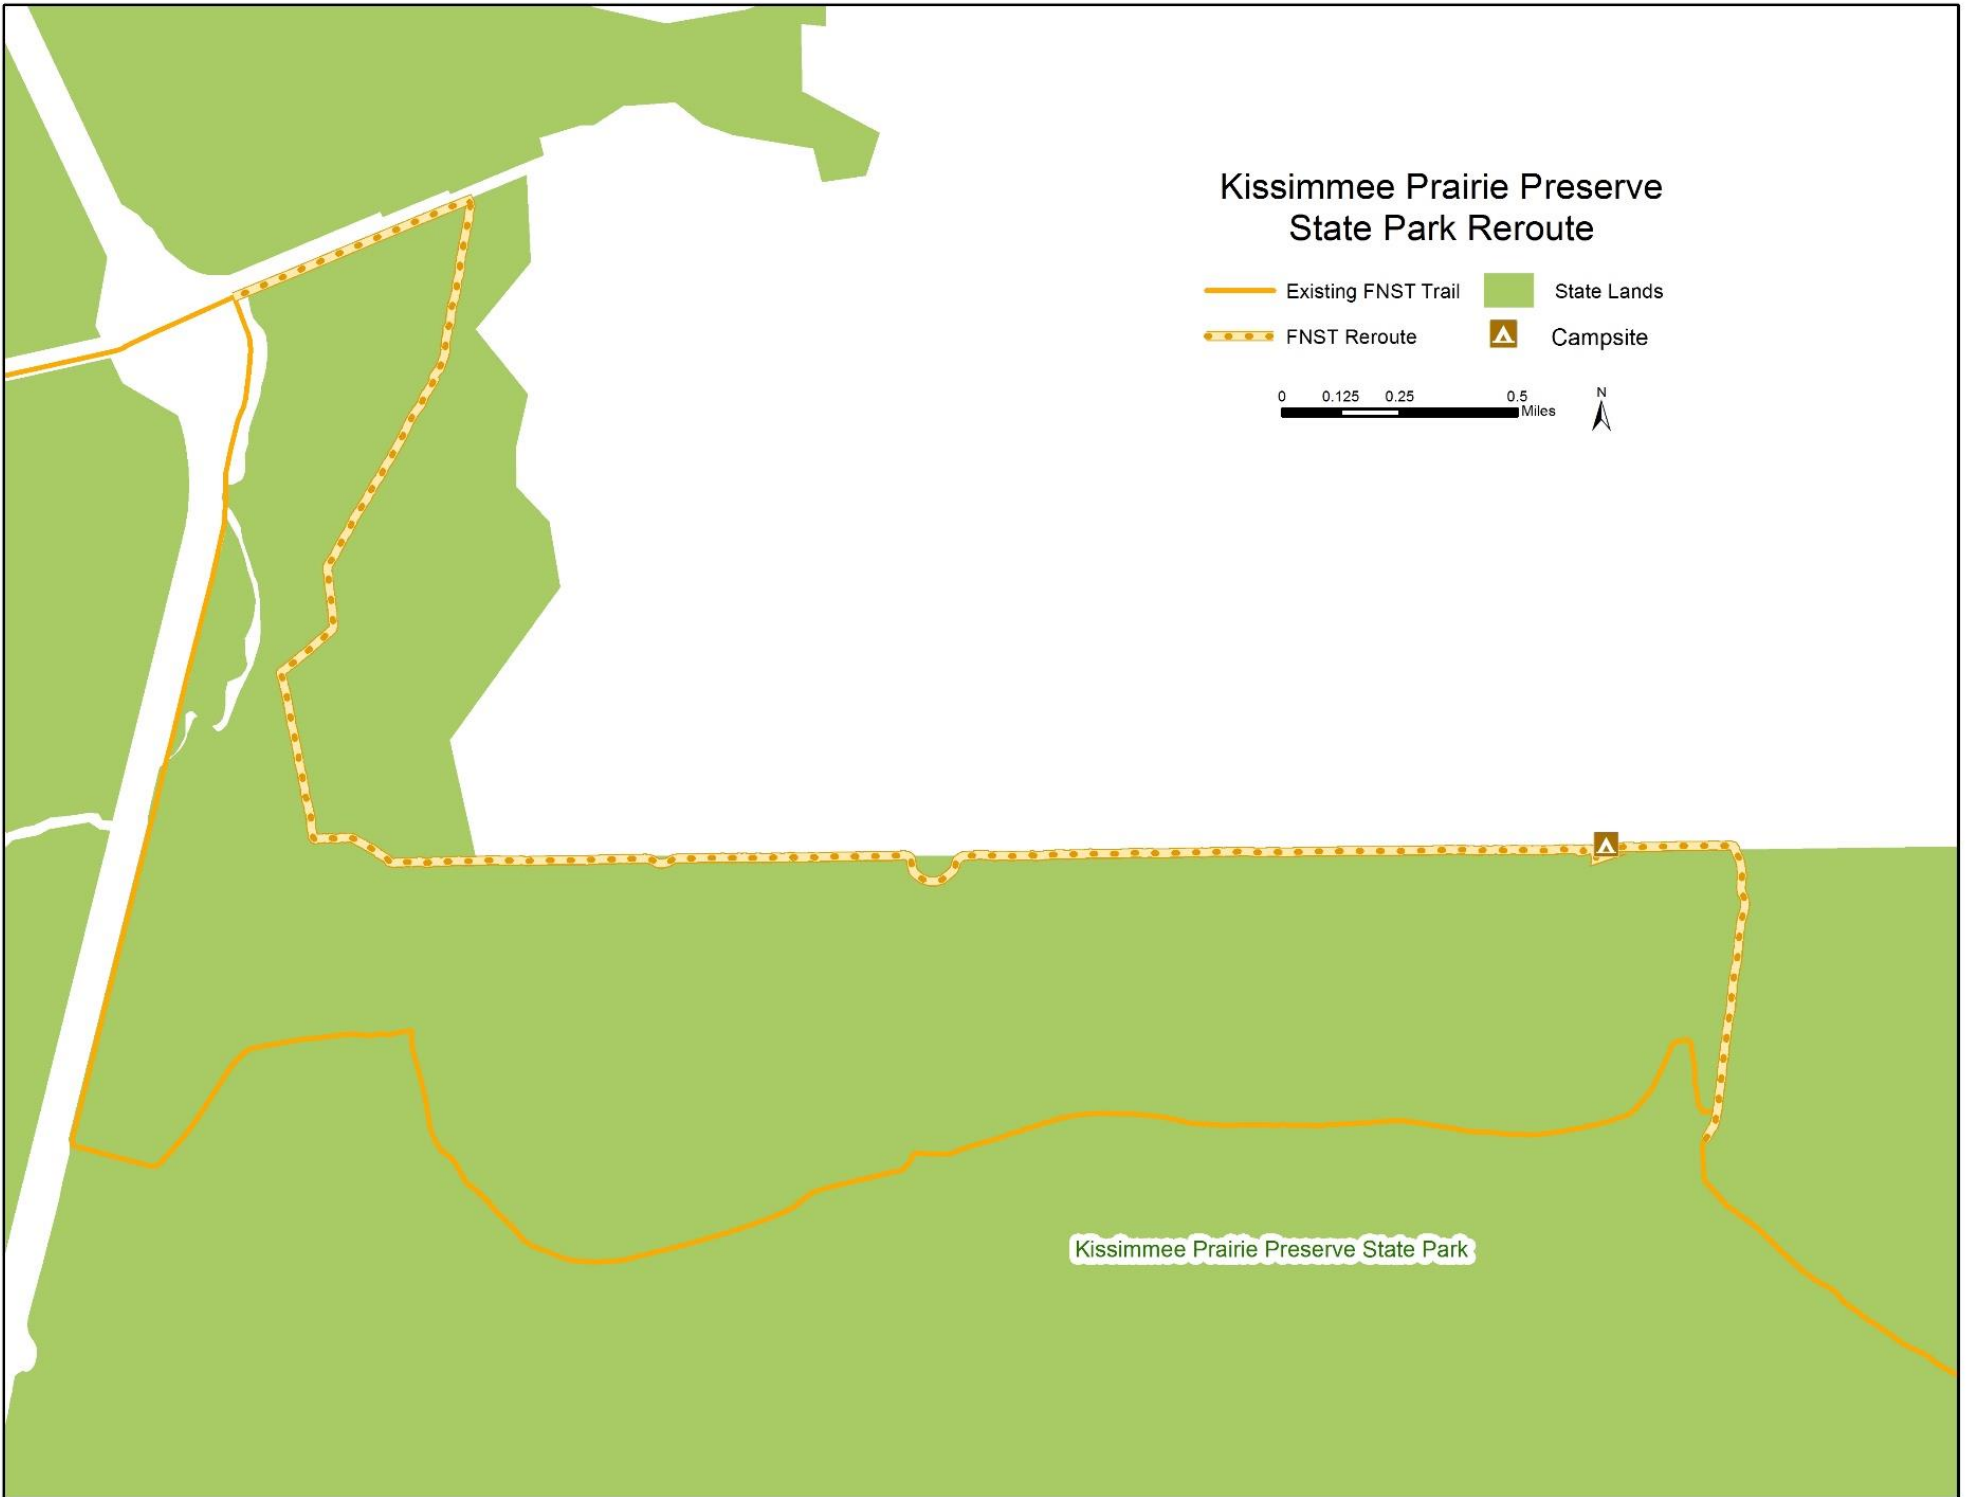 Kissimmee Prairie Preserve
State Park Reroute
Existing FNST Trail
State Lands
FNST Reroute
Campsite
0 0.125 0.25 0.5
Miles
N
Kissimmee Prairie Preserve State Park